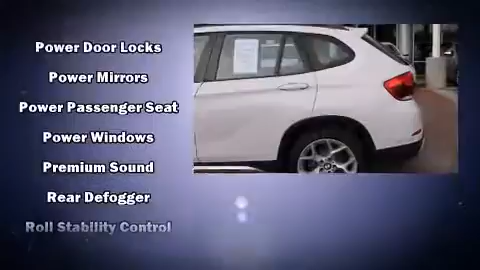 Power Door Locks
Power Mirrors
Power Passenger Seat
Power Windows
Premium Sound
Rear Defogger
Roll Stability Control